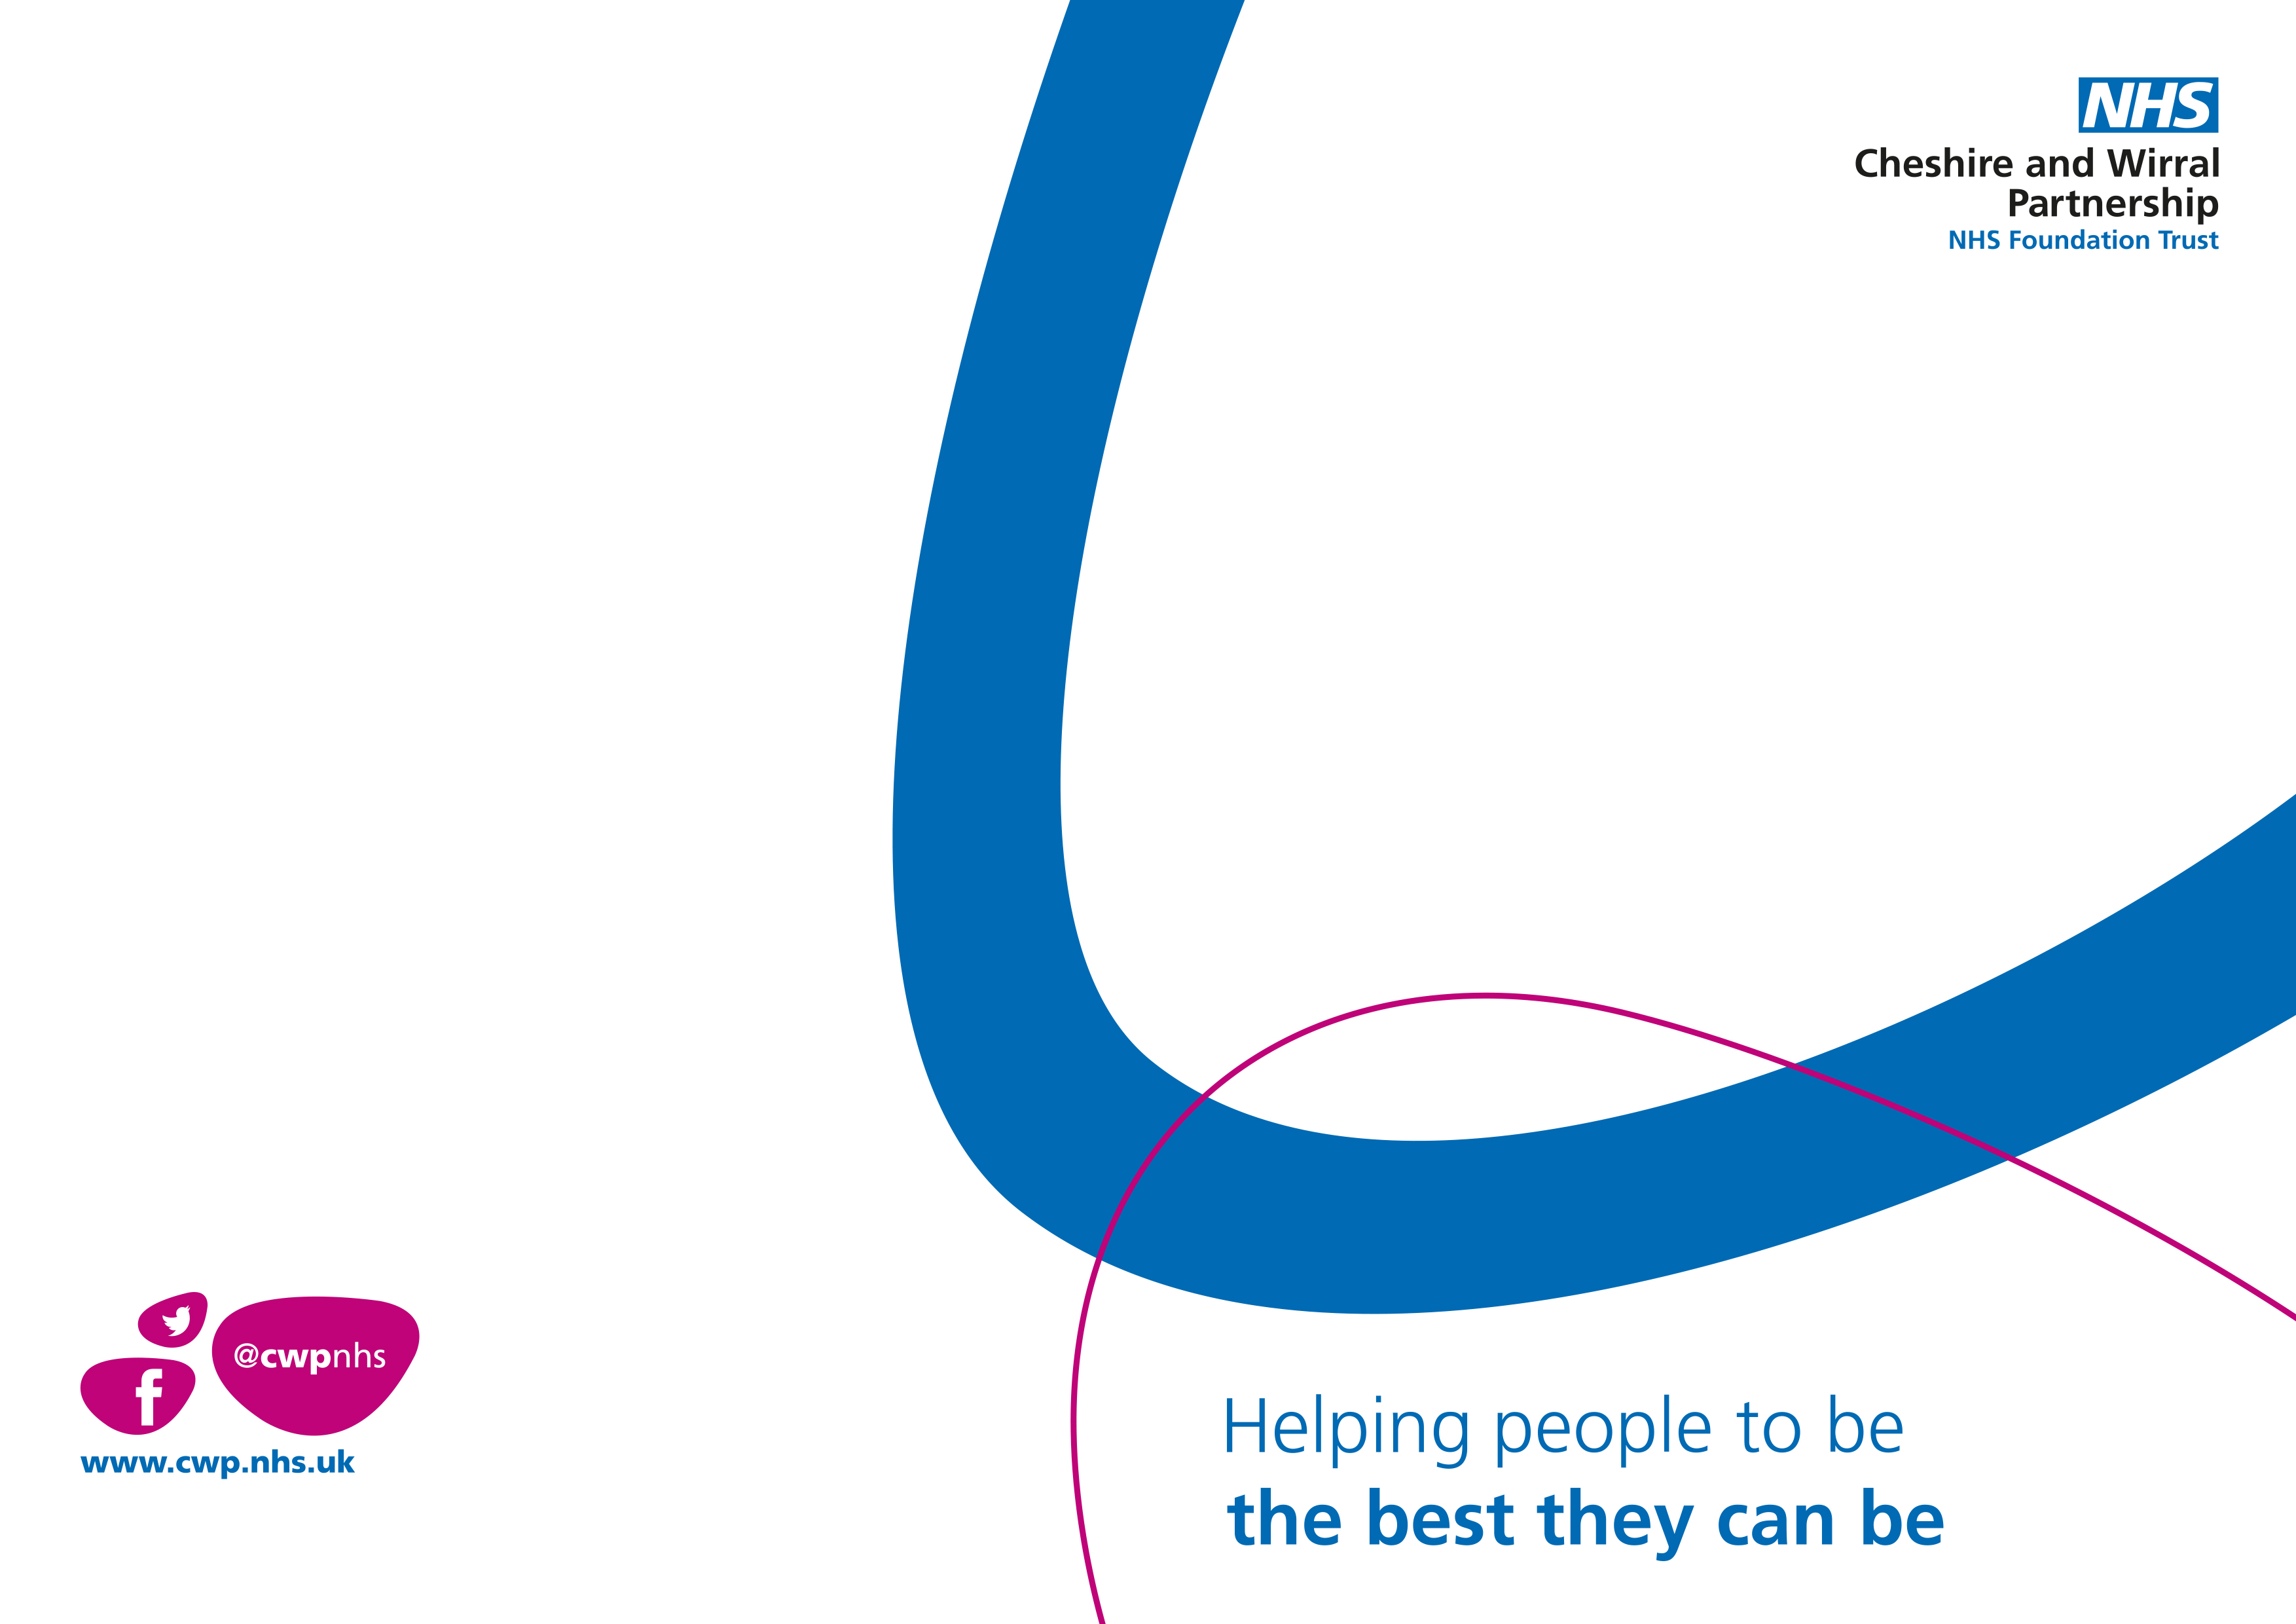 NHS
Cheshire and Wirral
Partnership
NHS Foundation Trust
@cwpnhs
f
www.cwp.nhs.uk
Helping people to be
the best they can be